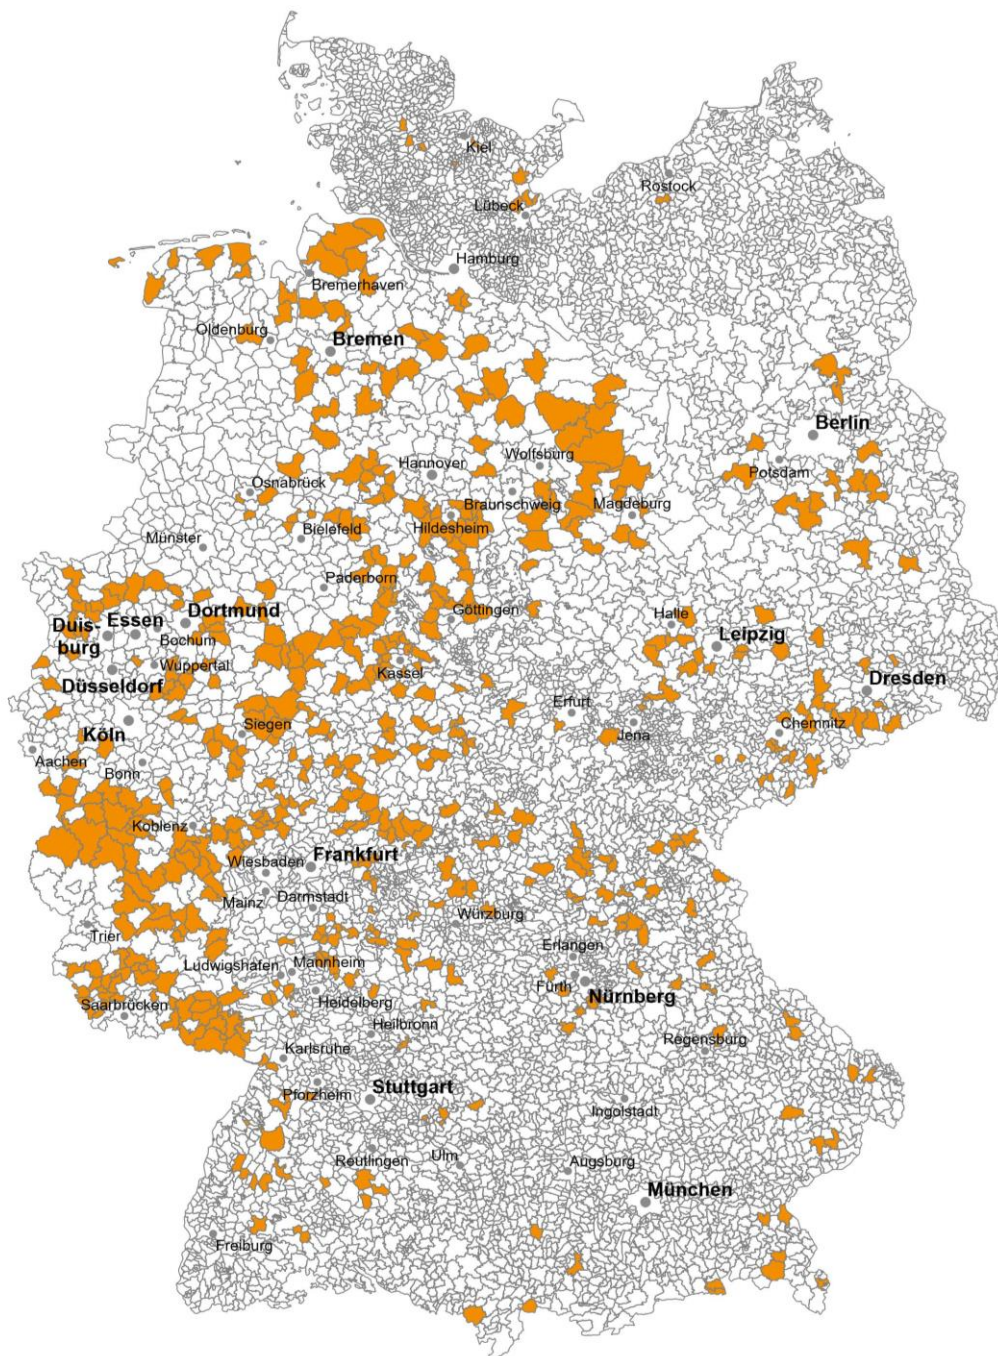 Kiel
Rostock
Lübeck
Hamburg
Bremerhaven
Oldenburg
Bremen
Berlin
Hannover
Wolfsburg
Potsdam
Osnabrück
Braunschweig
Magdeburg
Bielefeld
Hildesheim
Münster
Paderborn
Duis-
burg
Essen
Dortmund
Bochum
Göttingen
Halle
Leipzig
Wuppertal
Düsseldorf
Kassel
Dresden
Erfurt
Köln
Siegen
Jena
Chemnitz
Aachen
Bonn
Koblenz
Wiesbaden
Frankfurt
Mainz
Darmstadt
Würzburg
Trier
Erlangen
Ludwigshafen
Mannheim
Fürth
Nürnberg
Saarbrücken
Heidelberg
Heilbronn
Regensburg
Karlsruhe
Pforzheim
Stuttgart
Ingolstadt
Reutlingen
Ulm
Augsburg
München
Freiburg